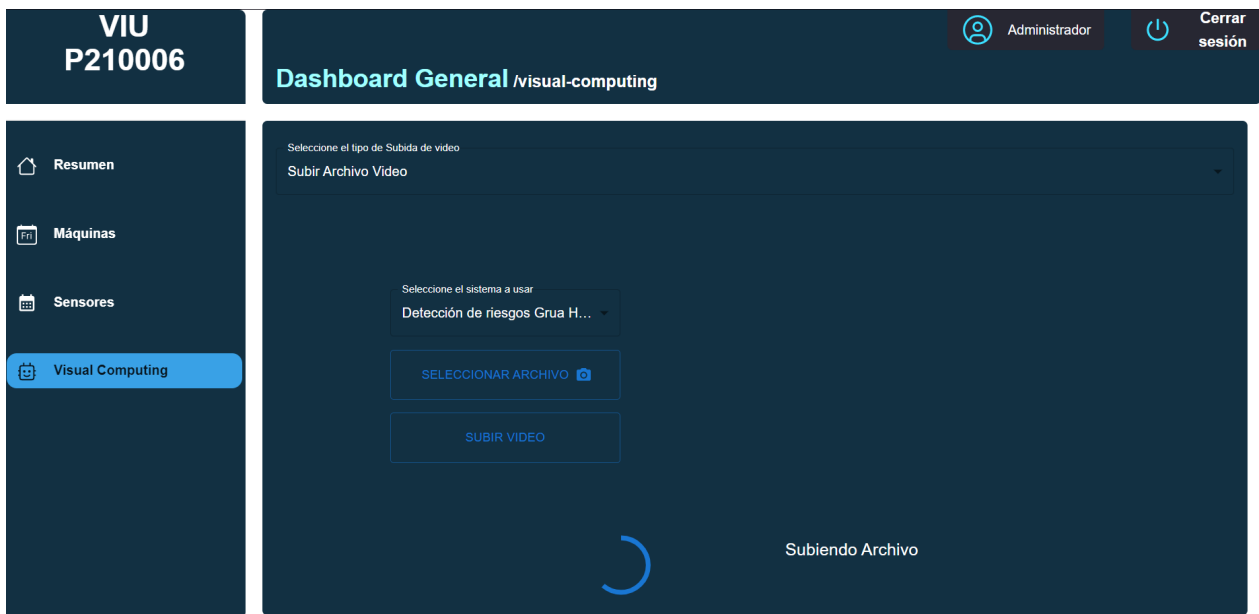 VIU
P210006
Administrador
Cerrar
sesión
Dashboard General /visual-computing
Resumen
Fri
Máquinas
Sensores
Visual Computing
Seleccione el tipo de Subida de video
Subir Archivo Video
Seleccione el sistema a usar
Detección de riesgos Grua H...
SELECCIONAR ARCHIVO
SUBIR VIDEO
Subiendo Archivo